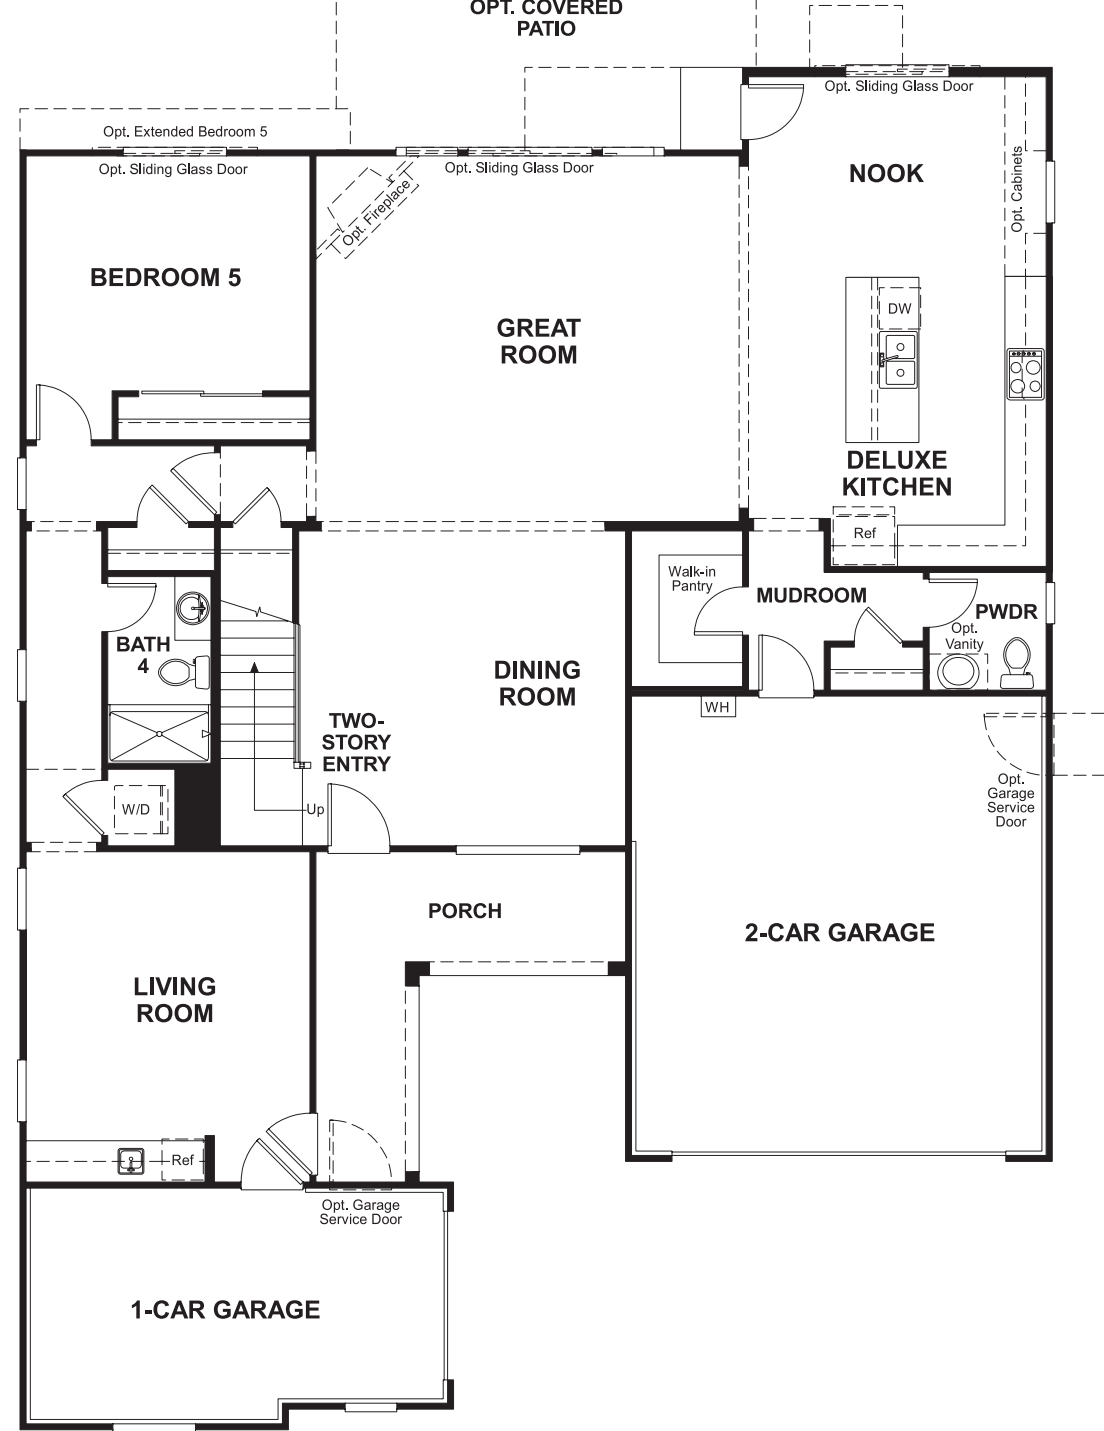 OPT. COVERED
PATIO
Opt. Sliding Glass Door
Opt. Extended Bedroom 5
Opt. Sliding Glass Door
Opt. Sliding Glass Door
NOOK
Opt. Cabinets
Opt. Fireplace
BEDROOM 5
GREAT
ROOM
DW
DELUXE
KITCHEN
Ref
Walk-in
Pantry
MUDROOM
PWDR
Opt.
Vanity
BATH
4
DINING
ROOM
WH
TWO-
STORY
ENTRY
Opt.
Garage
Service
Door
W/D
Up
PORCH
2-CAR GARAGE
LIVING
ROOM
Ref
Opt. Garage
Service Door
1-CAR GARAGE